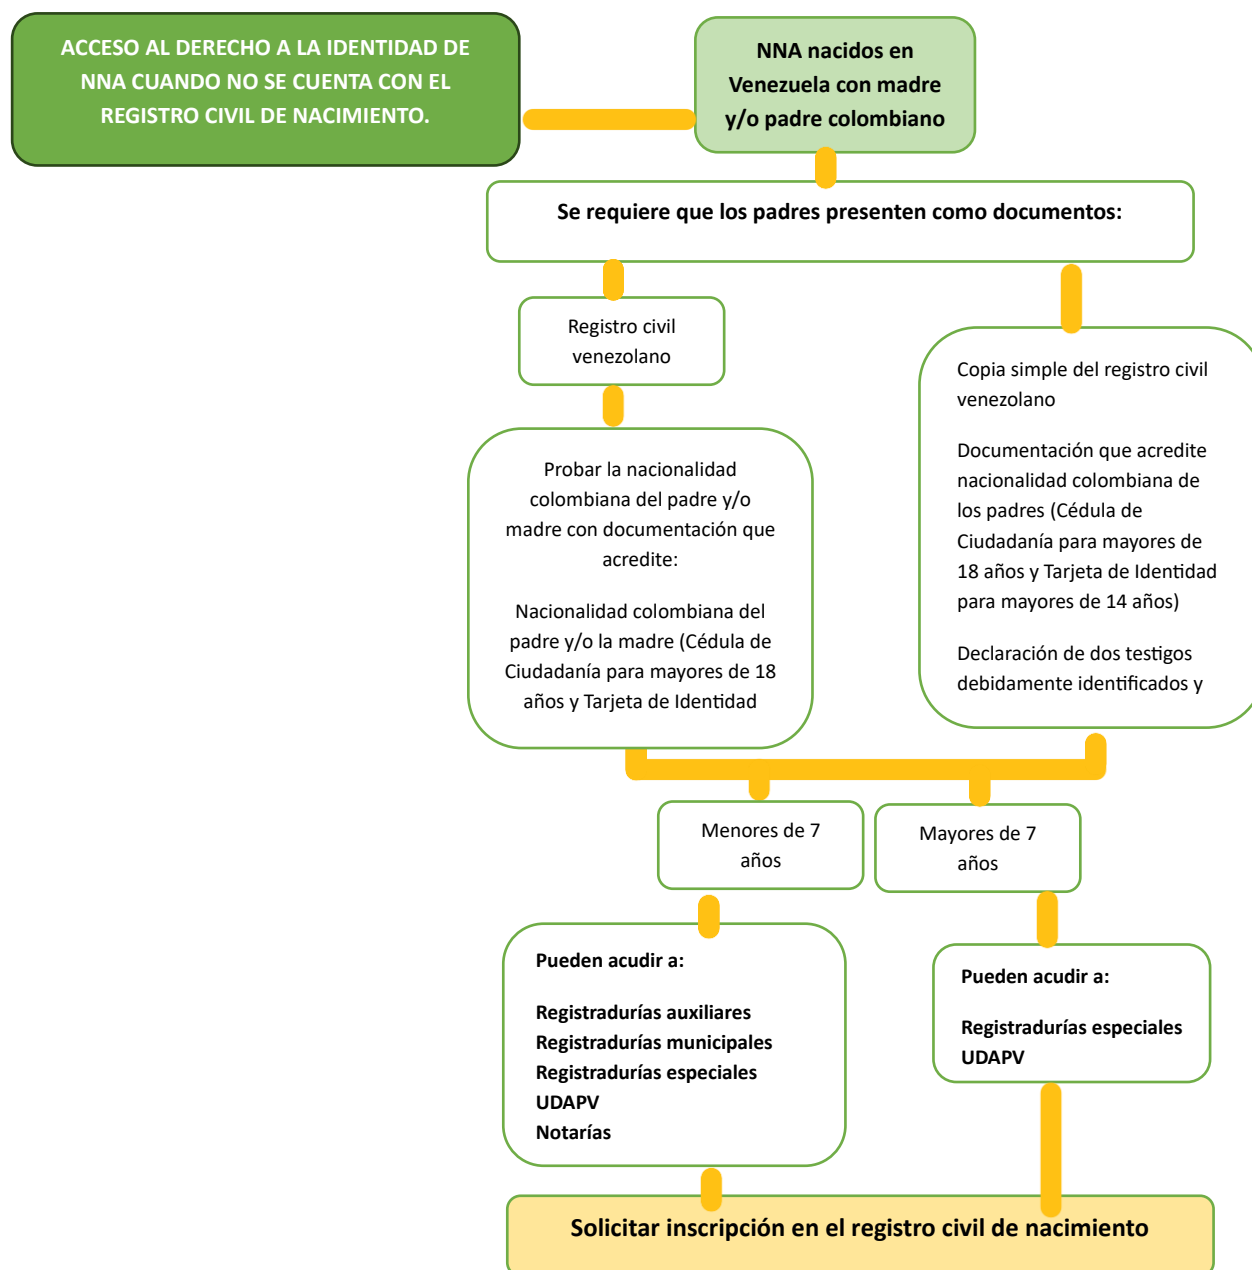 ACCESO AL DERECHO A LA IDENTIDAD DE
NNA CUANDO NO SE CUENTA CON EL
REGISTRO CIVIL DE NACIMIENTO.
NNA nacidos en
Venezuela con madre
y/o padre colombiano
Se requiere que los padres presenten como documentos:
Registro civil
venezolano
Probar la nacionalidad
colombiana del padre y/o
madre con documentación que
acredite:
Nacionalidad colombiana del
padre y/o la madre (Cédula de
Ciudadanía para mayores de 18
años y Tarjeta de Identidad
Copia simple del registro civil
venezolano
Documentación que acredite
nacionalidad colombiana de
los padres (Cédula de
Ciudadanía para mayores de
18 años y Tarjeta de Identidad
para mayores de 14 años)
Declaración de dos testigos
debidamente identificados y
Menores de 7
años
Mayores de 7
años
Pueden acudir a:
Registradurías auxiliares
Registradurías municipales
Registradurías especiales
UDAPV
Notarías
Pueden acudir a:
Registradurías especiales
UDAPV
Solicitar inscripción en el registro civil de nacimiento